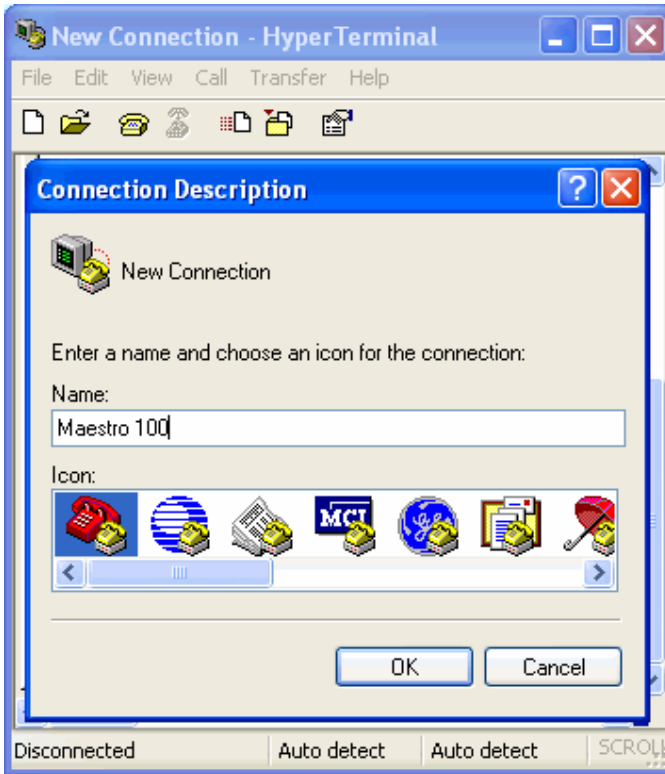 New Connection - HyperTerminal
File Edit View Call Transfer Help
Connection Description
New Connection
Enter a name and choose an icon for the connection:
Name:
Maestro 100
Icon:
MCI
OK Cancel
Disconnected Auto detect Auto detect SCROLL